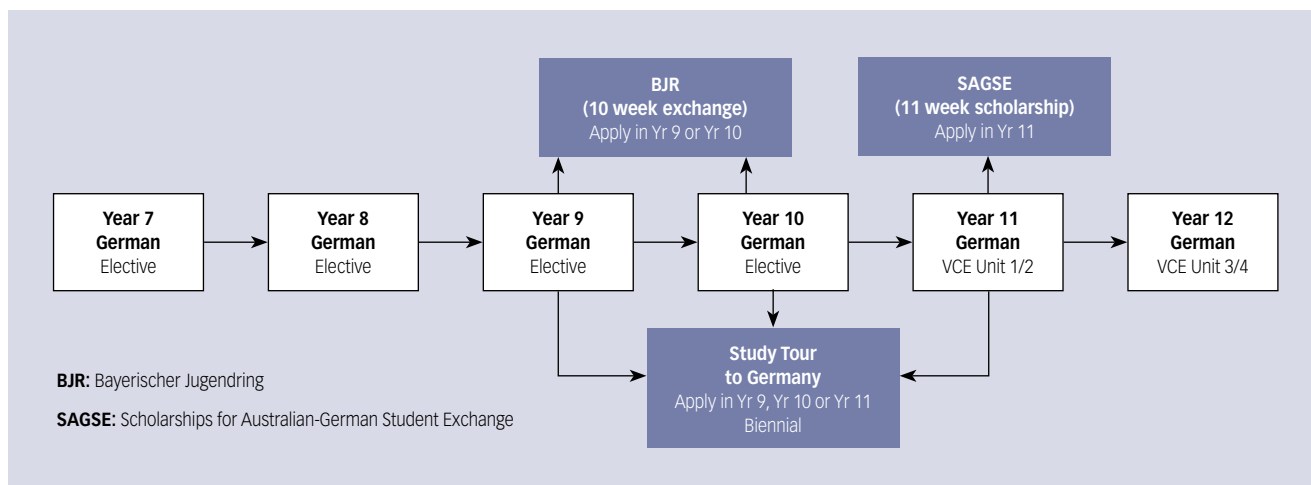 BJR
(10 week exchange)
Apply in Yr 9 or Yr 10
SAGSE
(11 week scholarship)
Apply in Yr 11
Year 7
German
Elective
Year 8
German
Elective
Year 9
German
Elective
Year 10
German
Elective
Year 11
German
VCE Unit 1/2
Year 12
German
VCE Unit 3/4
Study Tour
to Germany
Apply in Yr 9, Yr 10 or Yr 11
Biennial
BJR: Bayerischer Jugendring
SAGSE: Scholarships for Australian-German Student Exchange